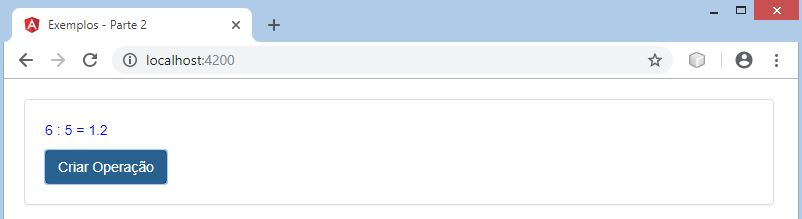 Exemplos - Parte 2
localhost:4200
6 : 5 = 1.2
Criar Operação